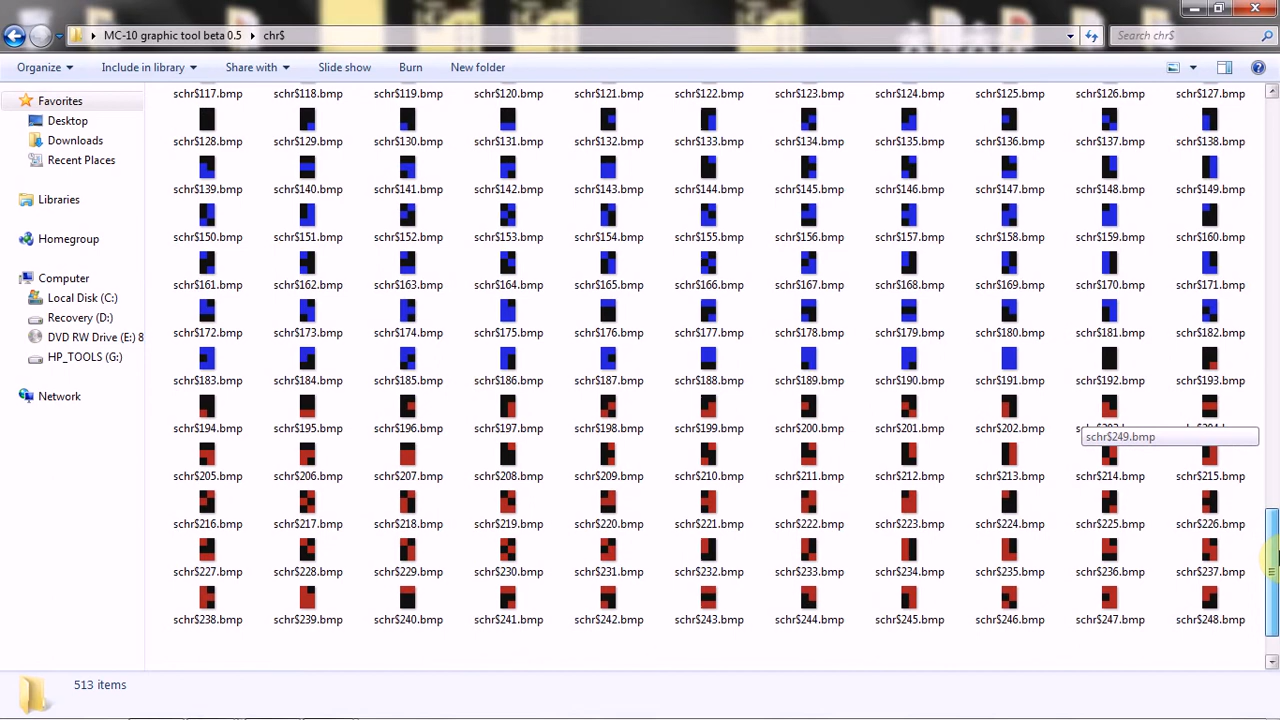 MC-10 graphic tool beta 0.5 chr$ Search chr$
Organize Include in library Share with Slide show Burn New folder
Favorites
Desktop
Downloads
Recent Places
Libraries
Homegroup
Computer
Local Disk (C:)
Recovery (D:)
DVD RW Drive (E:) 8
HP_TOOLS (G:)
Network
schr$117.bmp schr$118.bmp schr$119.bmp schr$120.bmp schr$121.bmp schr$122.bmp schr$123.bmp schr$124.bmp schr$125.bmp schr$126.bmp schr$127.bmp
schr$128.bmp schr$129.bmp schr$130.bmp schr$131.bmp schr$132.bmp schr$133.bmp schr$134.bmp schr$135.bmp schr$136.bmp schr$137.bmp schr$138.bmp
schr$139.bmp schr$140.bmp schr$141.bmp schr$142.bmp schr$143.bmp schr$144.bmp schr$145.bmp schr$146.bmp schr$147.bmp schr$148.bmp schr$149.bmp
schr$150.bmp schr$151.bmp schr$152.bmp schr$153.bmp schr$154.bmp schr$155.bmp schr$156.bmp schr$157.bmp schr$158.bmp schr$159.bmp schr$160.bmp
schr$161.bmp schr$162.bmp schr$163.bmp schr$164.bmp schr$165.bmp schr$166.bmp schr$167.bmp schr$168.bmp schr$169.bmp schr$170.bmp schr$171.bmp
schr$172.bmp schr$173.bmp schr$174.bmp schr$175.bmp schr$176.bmp schr$177.bmp schr$178.bmp schr$179.bmp schr$180.bmp schr$181.bmp schr$182.bmp
schr$183.bmp schr$184.bmp schr$185.bmp schr$186.bmp schr$187.bmp schr$188.bmp schr$189.bmp schr$190.bmp schr$191.bmp schr$192.bmp schr$193.bmp
schr$194.bmp schr$195.bmp schr$196.bmp schr$197.bmp schr$198.bmp schr$199.bmp schr$200.bmp schr$201.bmp schr$202.bmp
schr$249.bmp
schr$205.bmp schr$206.bmp schr$207.bmp schr$208.bmp schr$209.bmp schr$210.bmp schr$211.bmp schr$212.bmp schr$213.bmp schr$214.bmp schr$215.bmp
schr$216.bmp schr$217.bmp schr$218.bmp schr$219.bmp schr$220.bmp schr$221.bmp schr$222.bmp schr$223.bmp schr$224.bmp schr$225.bmp schr$226.bmp
schr$227.bmp schr$228.bmp schr$229.bmp schr$230.bmp schr$231.bmp schr$232.bmp schr$233.bmp schr$234.bmp schr$235.bmp schr$236.bmp schr$237.bmp
schr$238.bmp schr$239.bmp schr$240.bmp schr$241.bmp schr$242.bmp schr$243.bmp schr$244.bmp schr$245.bmp schr$246.bmp schr$247.bmp schr$248.bmp
513 items